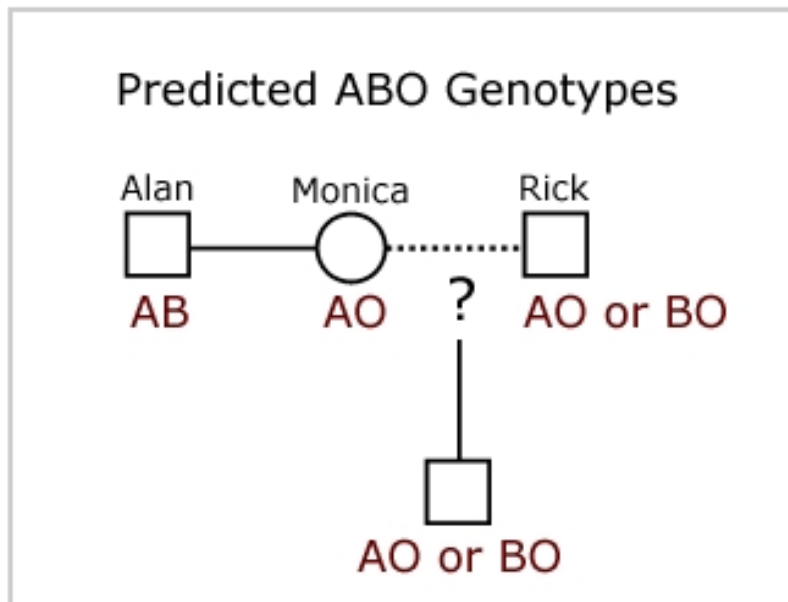 Predicted ABO Genotypes
Alan Monica Rick
AB AO ? AO or BO
AO or BO